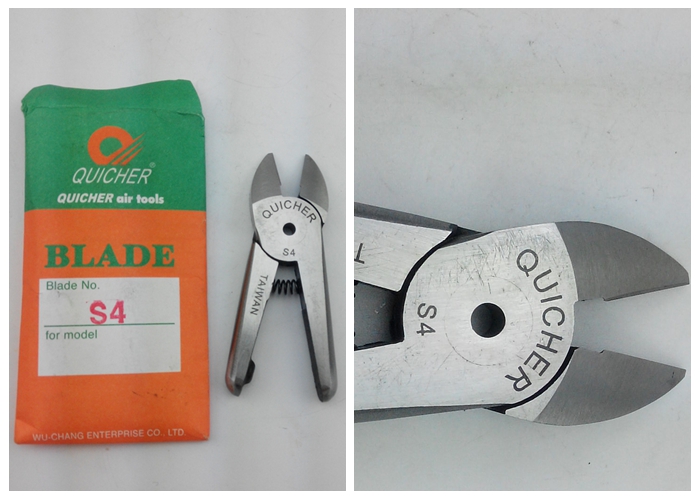 QUICHER®
QUICHER air tools
BLADE
Blade No.
S4
for model
WU-CHANG ENTERPRISE CO., LTD.
QUICHER
S4
TAIWAN
QUICHER
S4
T